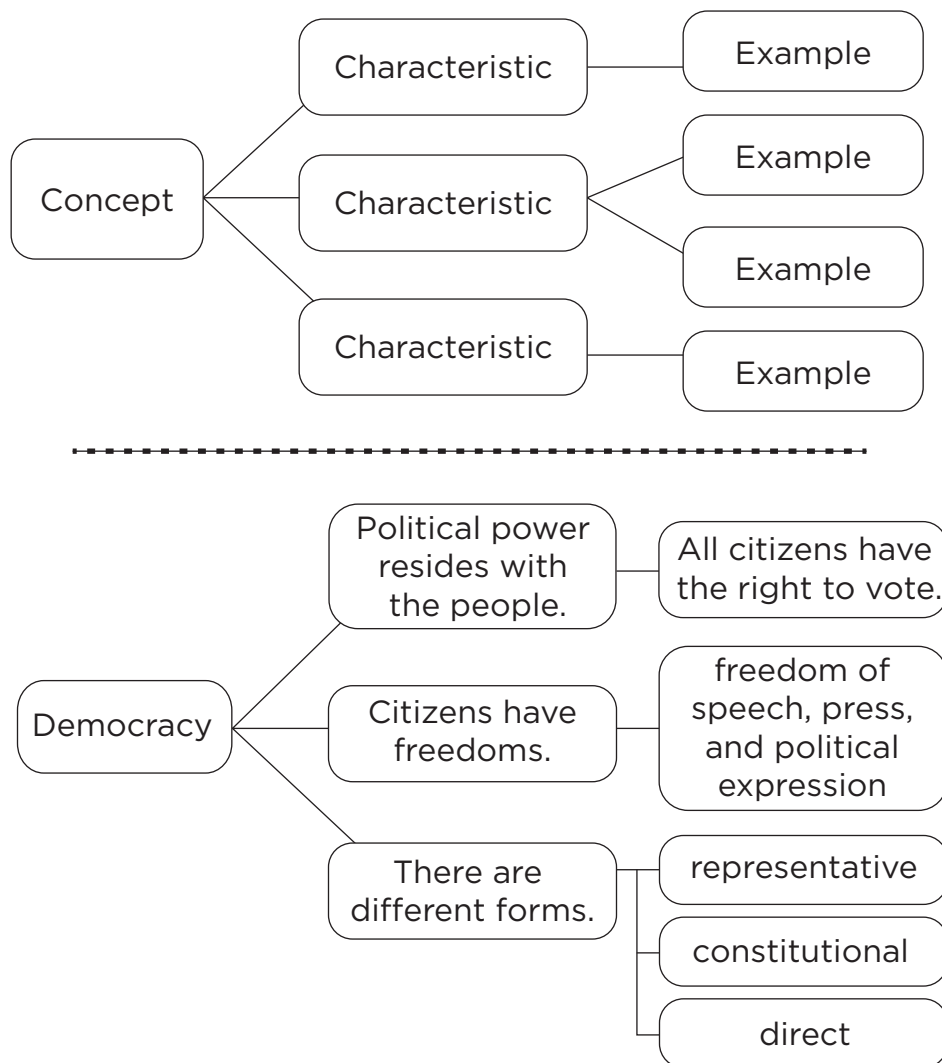 Characteristic
Example
Concept
Characteristic
Example
Example
Characteristic
Example
Political power
resides with
the people.
All citizens have
the right to vote.
Democracy
Citizens have
freedoms.
freedom of
speech, press,
and political
expression
There are
different forms.
representative
constitutional
direct